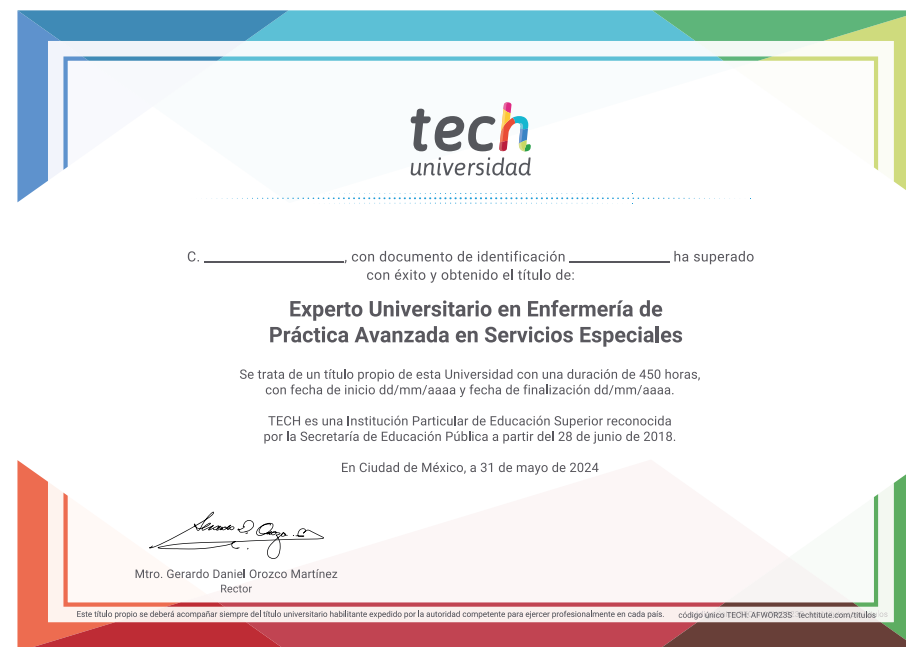 tech
universidad
C. ____________________, con documento de identificación ______________ ha superado
con éxito y obtenido el título de:
Experto Universitario en Enfermería de
Práctica Avanzada en Servicios Especiales
Se trata de un título propio de esta Universidad con una duración de 450 horas,
con fecha de inicio dd/mm/aaaa y fecha de finalización dd/mm/aaaa.
TECH es una Institución Particular de Educación Superior reconocida
por la Secretaría de Educación Pública a partir del 28 de junio de 2018.
En Ciudad de México, a 31 de mayo de 2024
Mtro. Gerardo Daniel Orozco Martínez
Rector
Este título propio se deberá acompañar siempre del título universitario habilitante expedido por la autoridad competente para ejercer profesionalmente en cada país. código único TECH: AFWOR23S techtitute.com/titulos